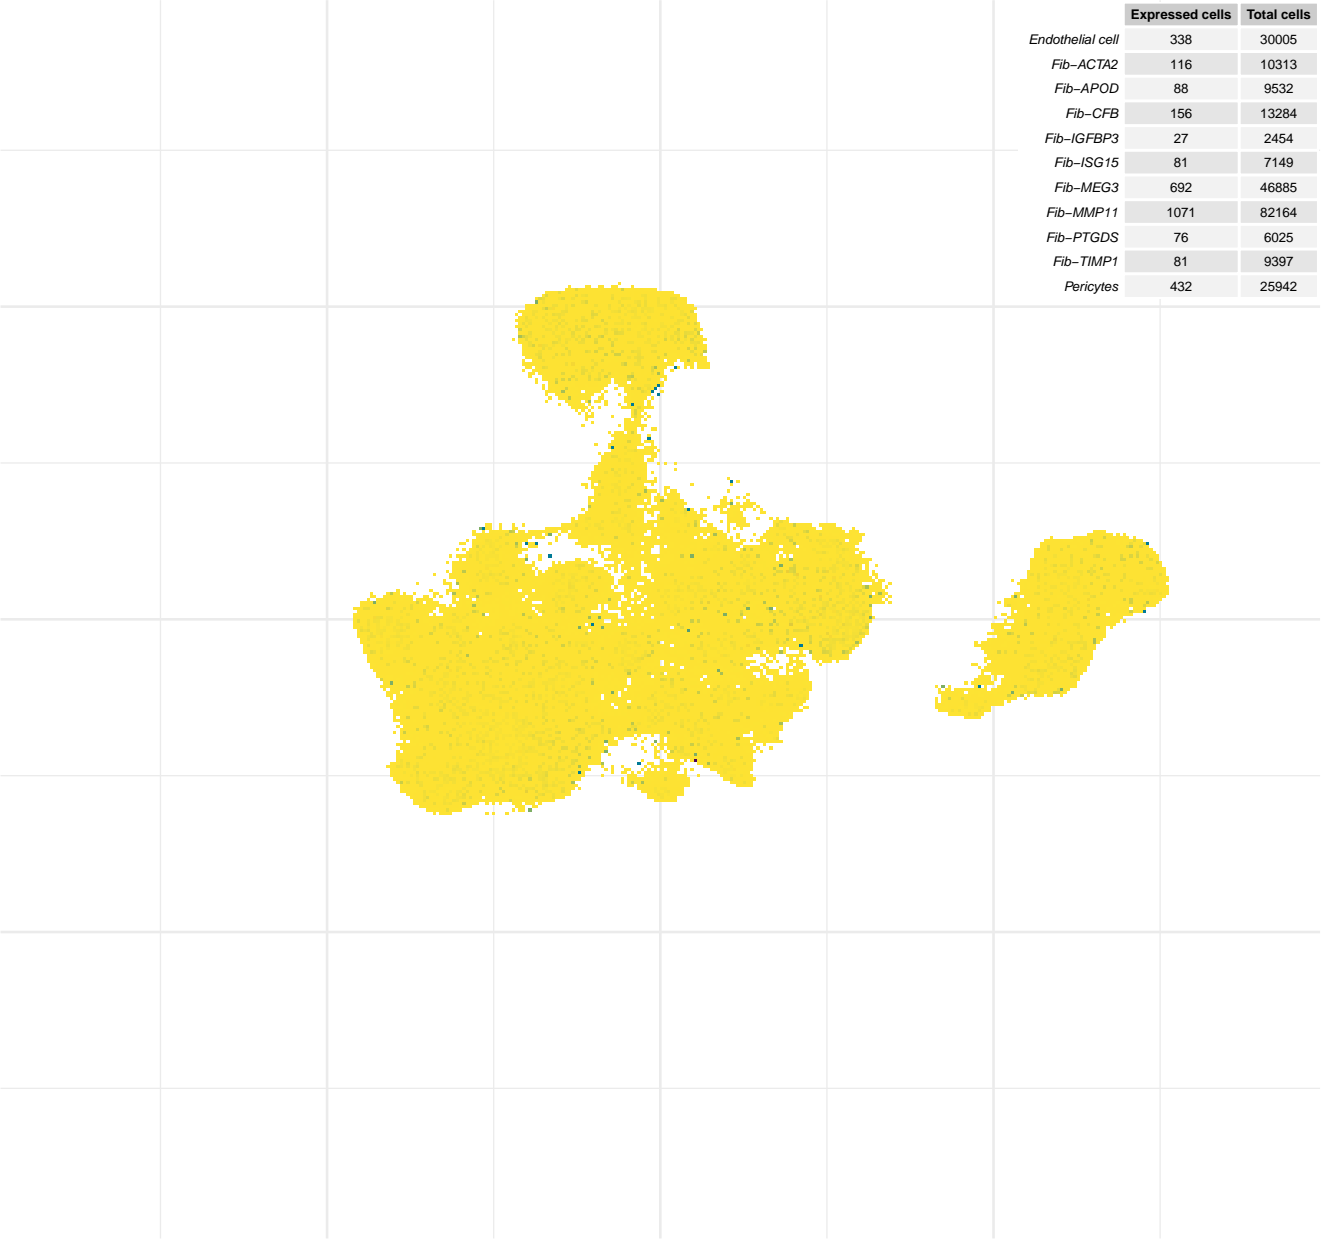 Expressed cells Total cells
Endothelial cell 338 30005
Fib−ACTA2 116 10313
Fib−APOD 88 9532
Fib−CFB 156 13284
Fib−IGFBP3 27 2454
Fib−ISG15 81 7149
Fib−MEG3 692 46885
Fib−MMP11 1071 82164
Fib−PTGDS 76 6025
Fib−TIMP1 81 9397
Pericytes 432 25942